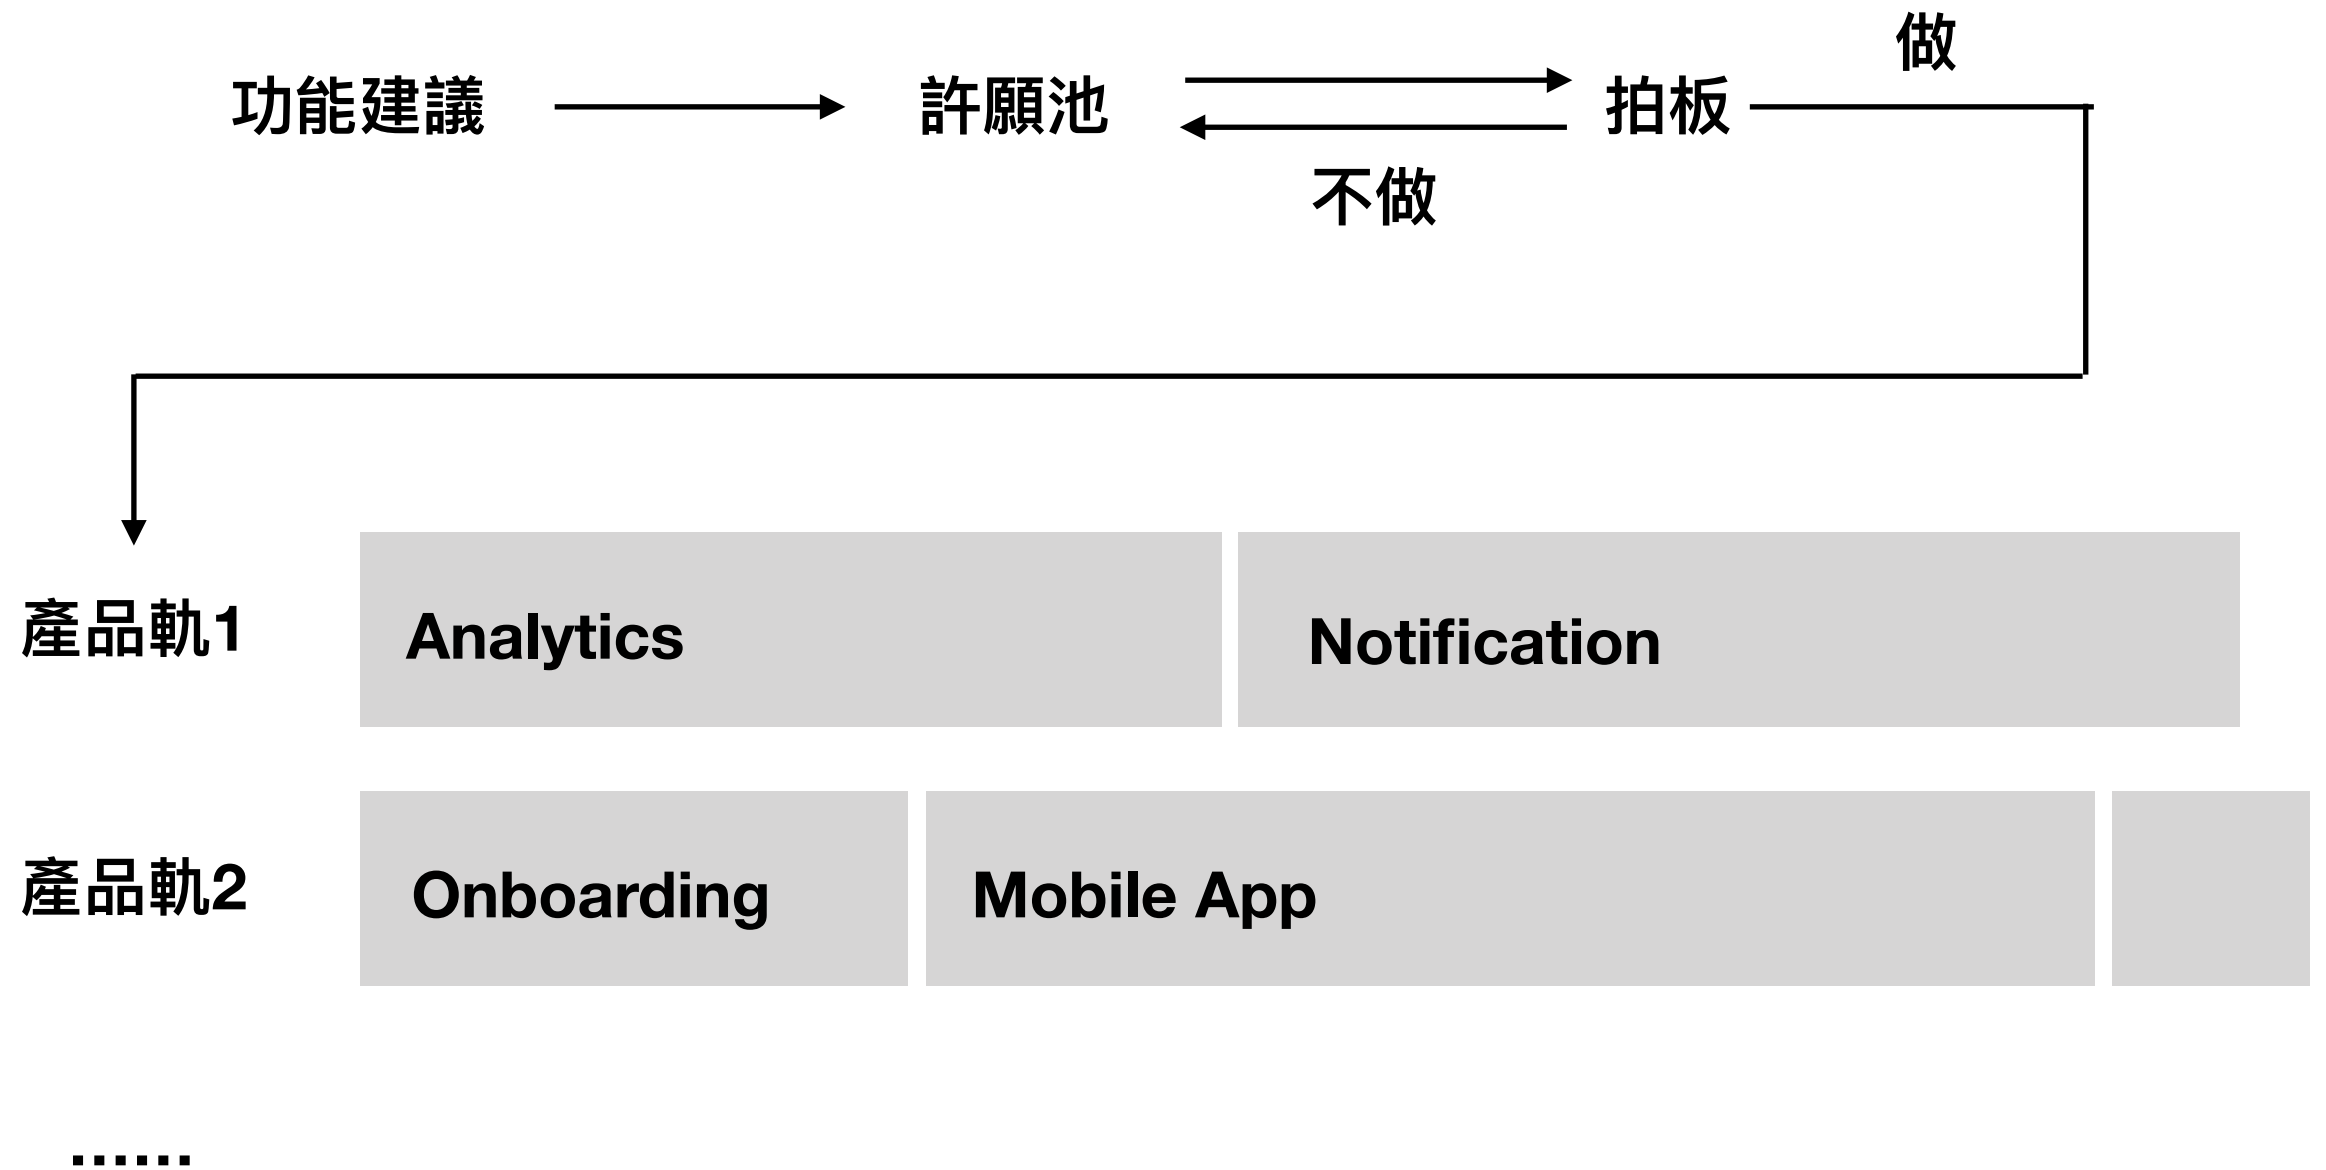 做
功能建議
許願池
拍板
不做
產品軌1
Analytics
Notification
產品軌2
Onboarding
Mobile App
......